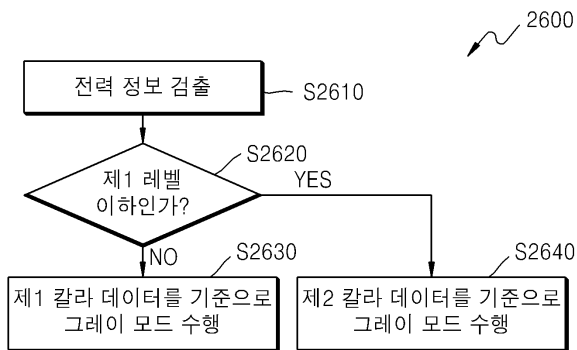 2600
전력 정보 검출
S2610
S2620
제1 레벨
이하인가?
YES
NO
S2630
S2640
제1 칼라 데이터를 기준으로
그레이 모드 수행
제2 칼라 데이터를 기준으로
그레이 모드 수행